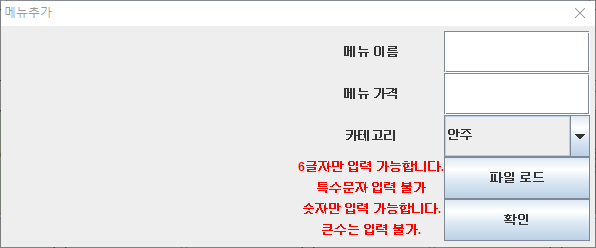 메뉴추가
메뉴 이름
메뉴 가격
카테고리
안주
6글자만 입력 가능합니다.
특수문자 입력 불가
파일 로드
숫자만 입력 가능합니다.
큰수는 입력 불가.
확인